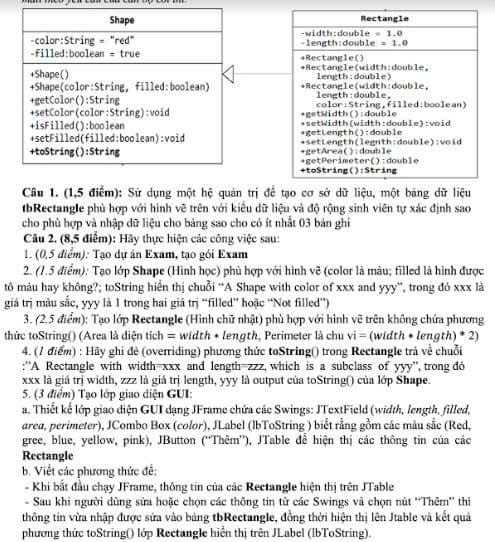 Shape
-color:String = "red"
-filled:boolean = true
+Shape()
+Shape(color:String, filled:boolean)
+getColor():String
+setColor(color:String):void
+isFilled():boolean
+setFilled(filled:boolean):void
+toString():String
Rectangle
-width:double = 1.0
-length:double = 1.0
+Rectangle()
+Rectangle(width:double,
length:double)
+Rectangle(width:double,
length:double,
color:String,filled:boolean)
+getWidth():double
+setWidth(width:double):void
+getLength():double
+setLength(legnth:double):void
+getArea():double
+getPerimeter():double
+toString():String
Câu 1. (1,5 điểm): Sử dụng một hệ quản trị để tạo cơ sở dữ liệu, một bảng dữ liệu
tbRectangle phù hợp với hình vẽ trên với kiểu dữ liệu và độ rộng sinh viên tự xác định sao
cho phù hợp và nhập dữ liệu cho bảng sao cho có ít nhất 03 bản ghi
Câu 2. (8,5 điểm): Hãy thực hiện các công việc sau:
1. (0,5 điểm): Tạo dự án Exam, tạo gói Exam
2. (1.5 điểm): Tạo lớp Shape (Hình học) phù hợp với hình vẽ (color là màu; filled là hình được
tô màu hay không?; toString hiển thị chuỗi “A Shape with color of xxx and yyy”, trong đó xxx là
giá trị màu sắc, yyy là 1 trong hai giá trị “filled” hoặc “Not filled”)
3. (2.5 điểm): Tạo lớp Rectangle (Hình chữ nhật) phù hợp với hình vẽ trên không chứa phương
thức toString() (Area là diện tích = width * length, Perimeter là chu vi = (width + length) * 2)
4. (1 điểm) : Hãy ghi đè (overriding) phương thức toString() trong Rectangle trả về chuỗi
:”A Rectangle with width=xxx and length=zzz, which is a subclass of yyy”, trong đó
xxx là giá trị width, zzz là giá trị length, yyy là output của toString() của lớp Shape.
5. (3 điểm) Tạo lớp giao diện GUI:
a. Thiết kế lớp giao diện GUI dạng JFrame chứa các Swings: JTextField (width, length, filled,
area, perimeter), JCombo Box (color), JLabel (lbToString ) biết rằng gồm các màu sắc (Red,
gree, blue, yellow, pink), JButton (“Thêm”), JTable để hiện thị các thông tin của các
Rectangle
b. Viết các phương thức để:
- Khi bắt đầu chạy JFrame, thông tin của các Rectangle hiện thị trên JTable
- Sau khi người dùng sửa hoặc chọn các thông tin từ các Swings và chọn nút “Thêm” thì
thông tin vừa nhập được sửa vào bảng tbRectangle, đồng thời hiện thị lên Jtable và kết quả
phương thức toString() lớp Rectangle hiển thị trên JLabel (lbToString).